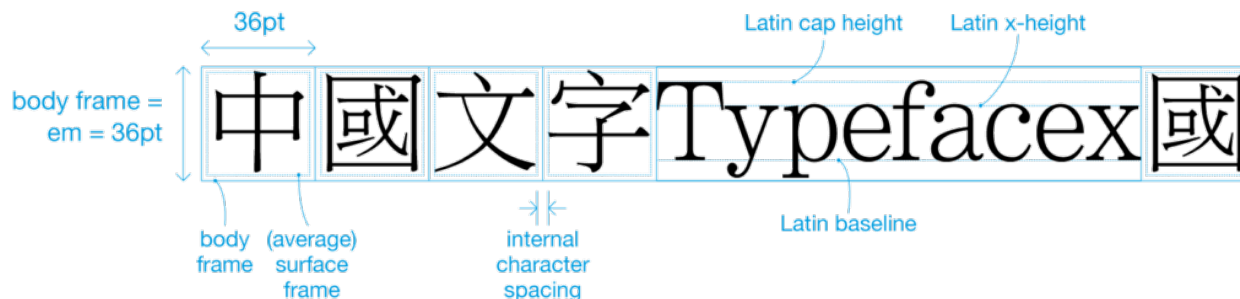 36pt
Latin cap height
Latin x-height
body frame =
em = 36pt
中國文字Typefacex國
Latin baseline
body
frame
(average)
surface
frame
internal
character
spacing